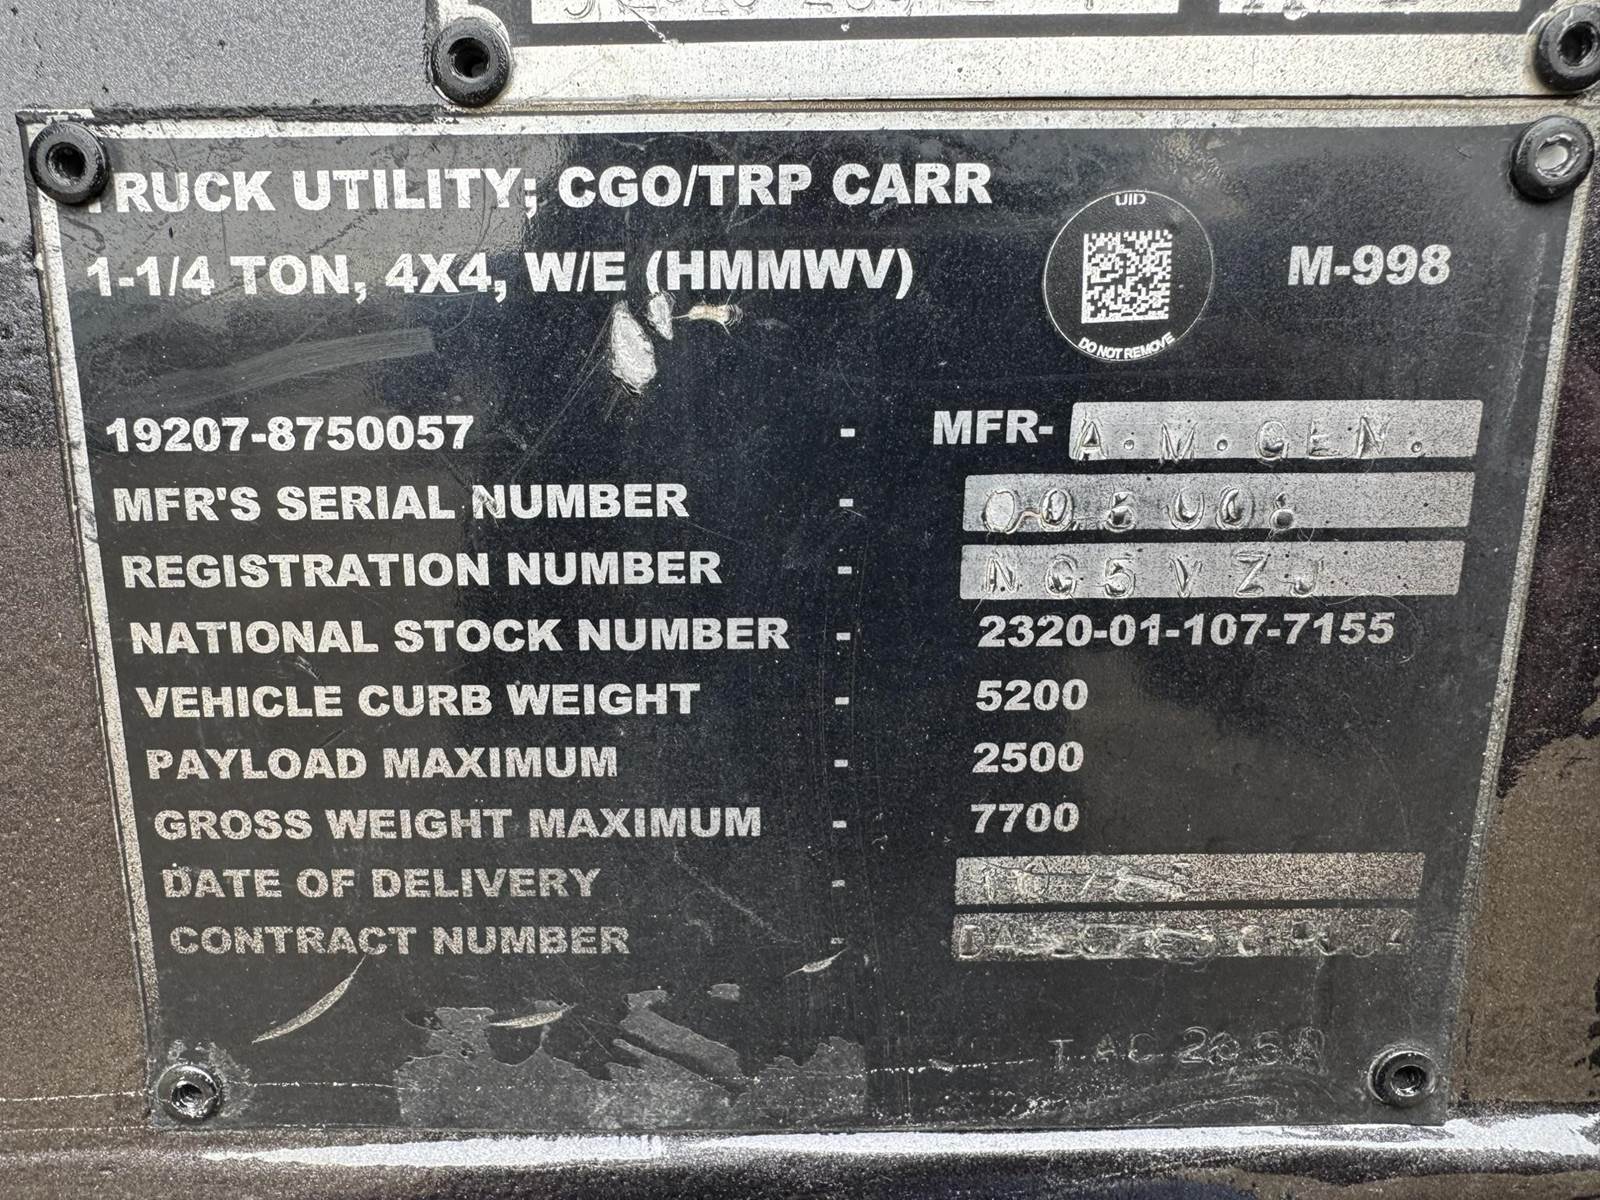 TRUCK UTILITY; CGO/TRP CARR
1-1/4 TON, 4X4, W/E (HMMWV)
UID
DO NOT REMOVE
M-998
19207-8750057 - MFR- A.M.GEN.
MFR'S SERIAL NUMBER -
REGISTRATION NUMBER - NG5VZJ
NATIONAL STOCK NUMBER - 2320-01-107-7155
VEHICLE CURB WEIGHT - 5200
PAYLOAD MAXIMUM - 2500
GROSS WEIGHT MAXIMUM - 7700
DATE OF DELIVERY -
CONTRACT NUMBER -